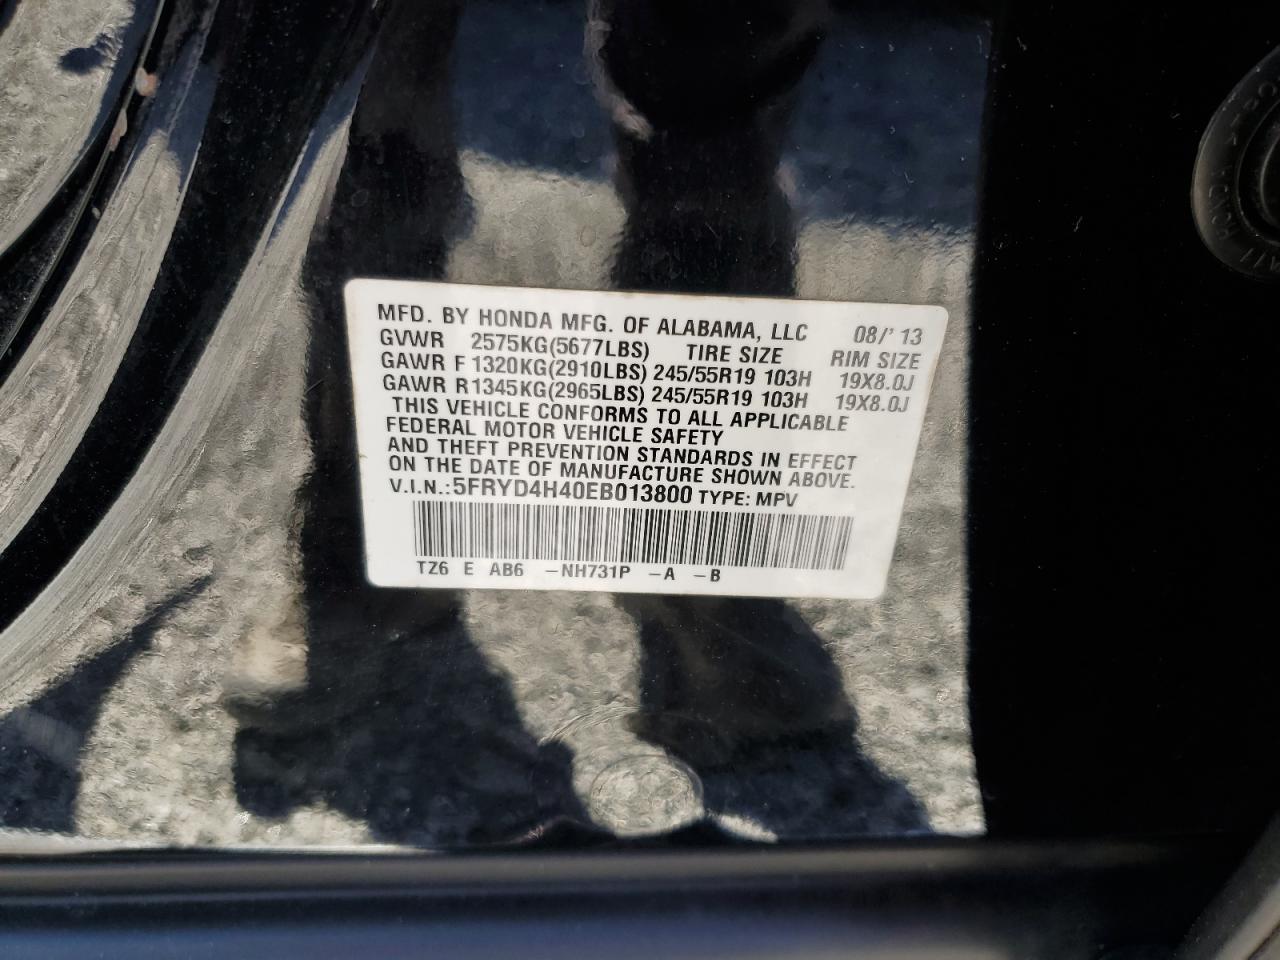 MFD. BY HONDA MFG. OF ALABAMA, LLC 08/'13
GVWR 2575KG(5677LBS) TIRE SIZE RIM SIZE
GAWR F1320KG(2910LBS) 245/55R19 103H 19X8.0J
GAWR R1345KG(2965LBS) 245/55R19 103H 19X8.0J
THIS VEHICLE CONFORMS TO ALL APPLICABLE
FEDERAL MOTOR VEHICLE SAFETY
AND THEFT PREVENTION STANDARDS IN EFFECT
ON THE DATE OF MANUFACTURE SHOWN ABOVE.
V.I.N.:5FRYD4H40EB013800 TYPE: MPV
TZ6 E AB6 -NH731P -A -B